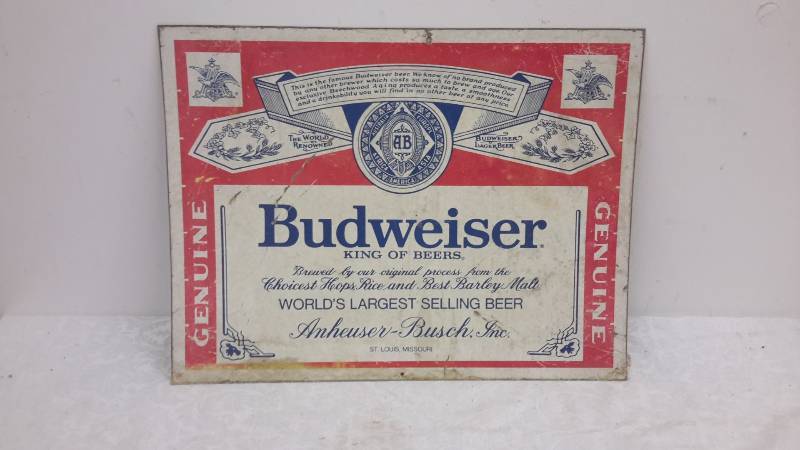 This is the famous Budweiser beer. We know of no brand produced
by any other brewer which costs so much to brew and age. Our
exclusive Beechwood Aging produces a taste, a smoothness
and a drinkability you will find in no other beer at any price.
THE WORLD
RENOWNED
AB
AMERICA
ASIA
BUDWEISER
LAGER BEER
GENUINE
Budweiser®
KING OF BEERS®
Brewed by our original process from the
Choicest Hops, Rice and Best Barley Malt
WORLD'S LARGEST SELLING BEER
Anheuser-Busch, Inc.
ST. LOUIS, MISSOURI
GENUINE